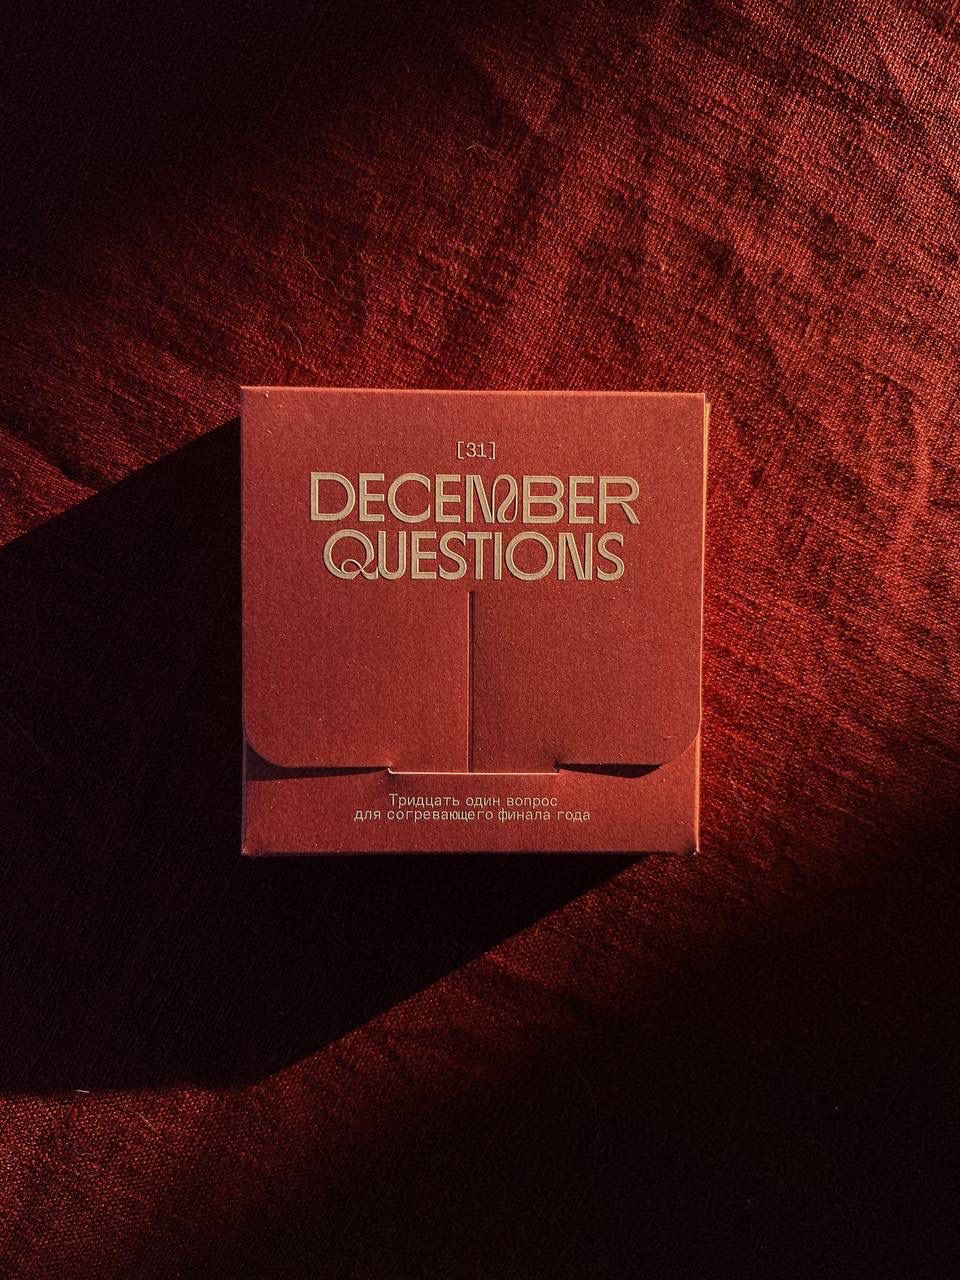 [31]
DECEMBER
QUESTIONS
Тридцать один вопрос
для согревающего финала года